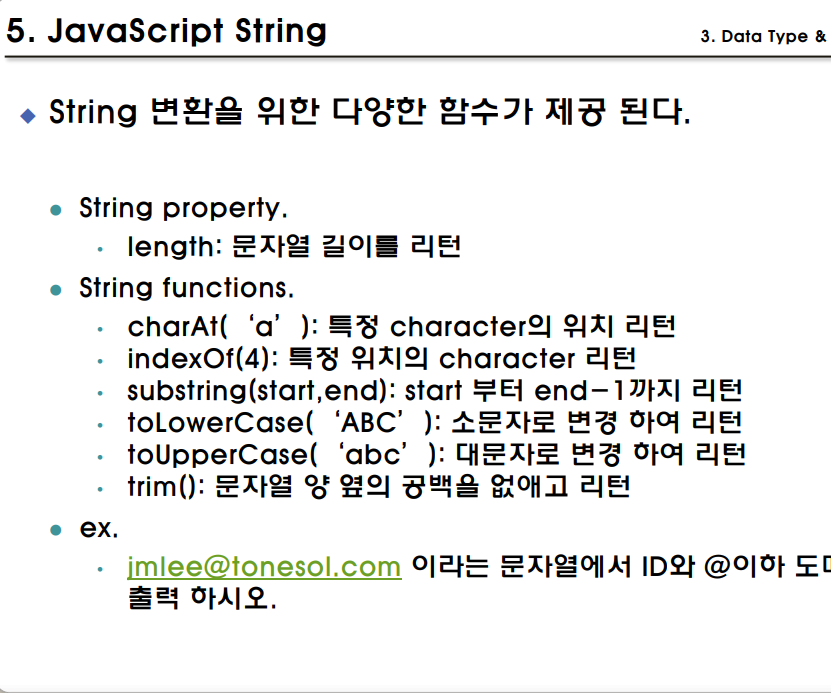 5. JavaScript String
3. Data Type &
String 변환을 위한 다양한 함수가 제공 된다.
String property.
length: 문자열 길이를 리턴
String functions.
charAt(‘a’): 특정 character의 위치 리턴
indexOf(4): 특정 위치의 character 리턴
substring(start,end): start 부터 end-1까지 리턴
toLowerCase(‘ABC’): 소문자로 변경 하여 리턴
toUpperCase(‘abc’): 대문자로 변경 하여 리턴
trim(): 문자열 양 옆의 공백을 없애고 리턴
ex.
jmlee@tonesol.com 이라는 문자열에서 ID와 @이하
출력 하시오.